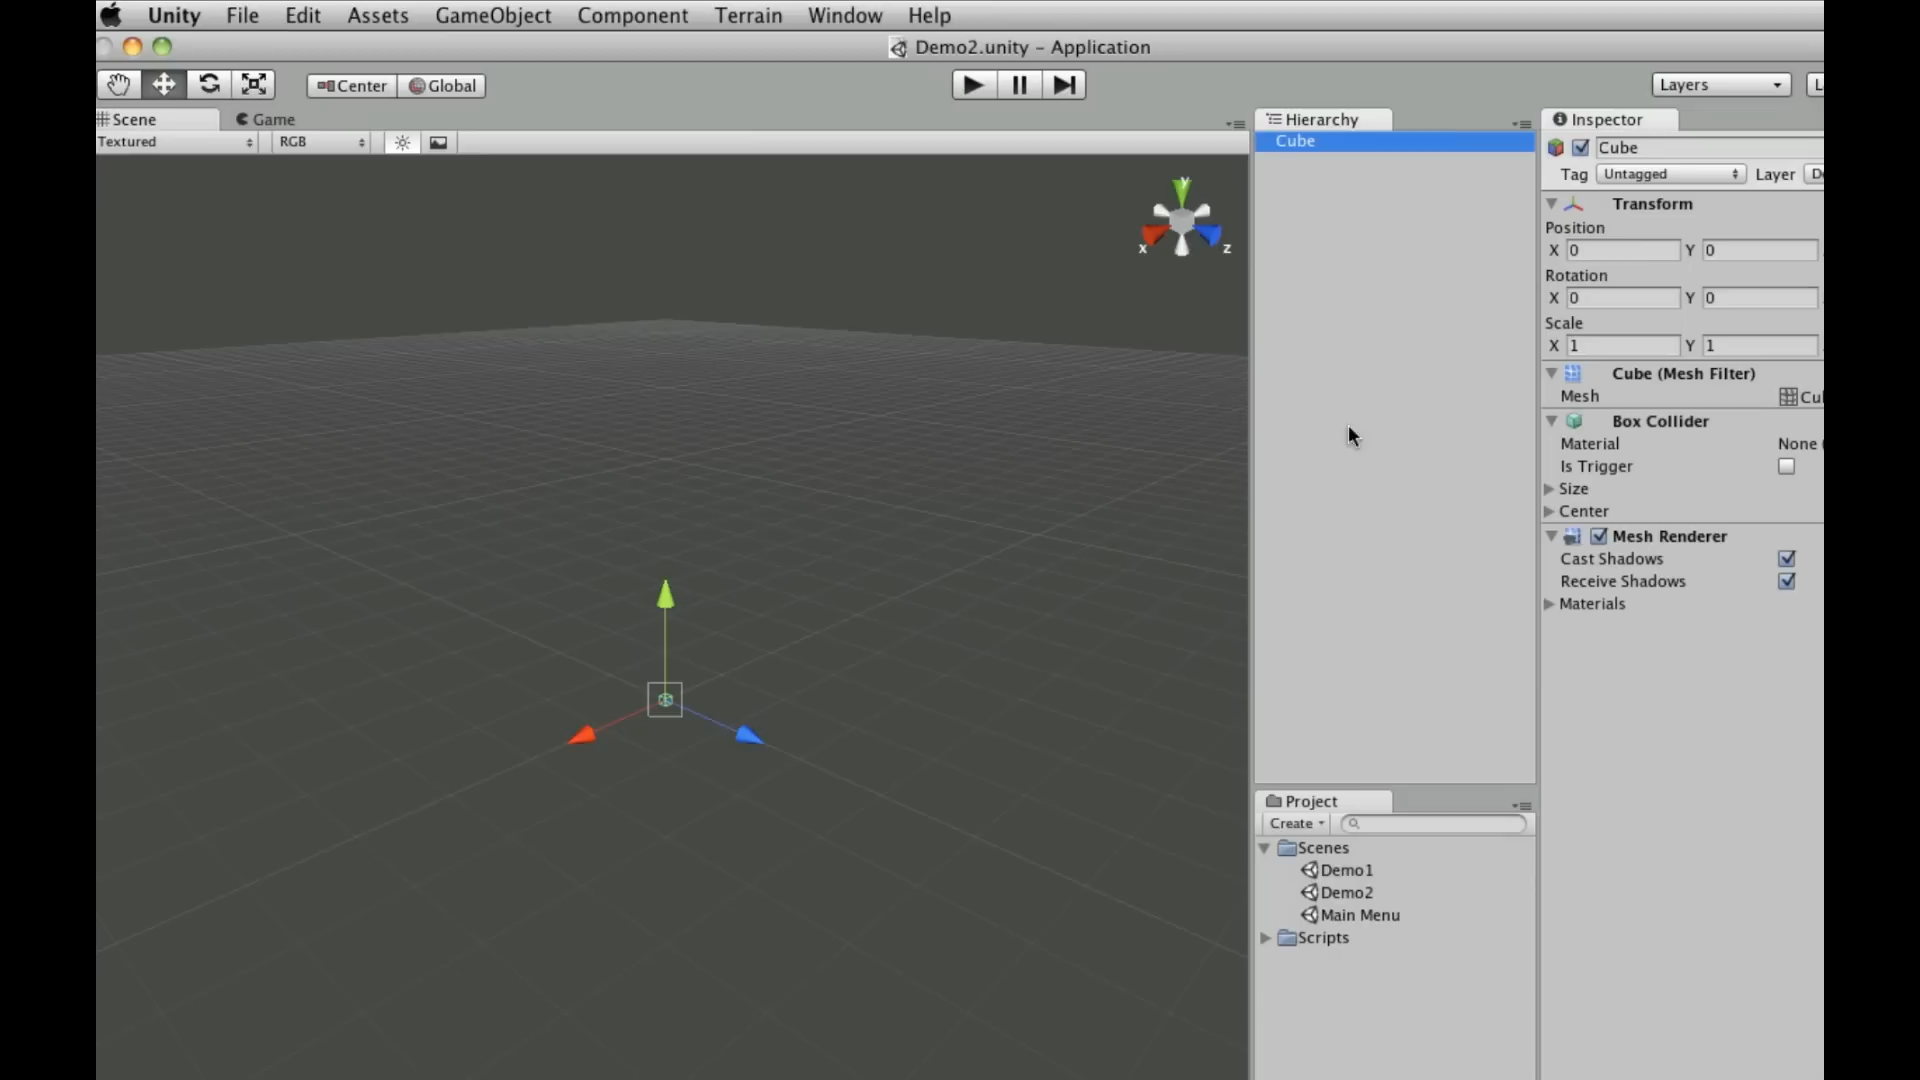 Unity File Edit Assets GameObject Component Terrain Window Help
Demo2.unity - Application
Center Global
Layers
Scene Game
Textured RGB
y
x z
Hierarchy
Cube
Inspector
Cube
Tag Untagged Layer
Transform
Position
X 0 Y 0
Rotation
X 0 Y 0
Scale
X 1 Y 1
Cube (Mesh Filter)
Mesh
Box Collider
Material None
Is Trigger
Size
Center
Mesh Renderer
Cast Shadows
Receive Shadows
Materials
Project
Create
Scenes
Demo1
Demo2
Main Menu
Scripts